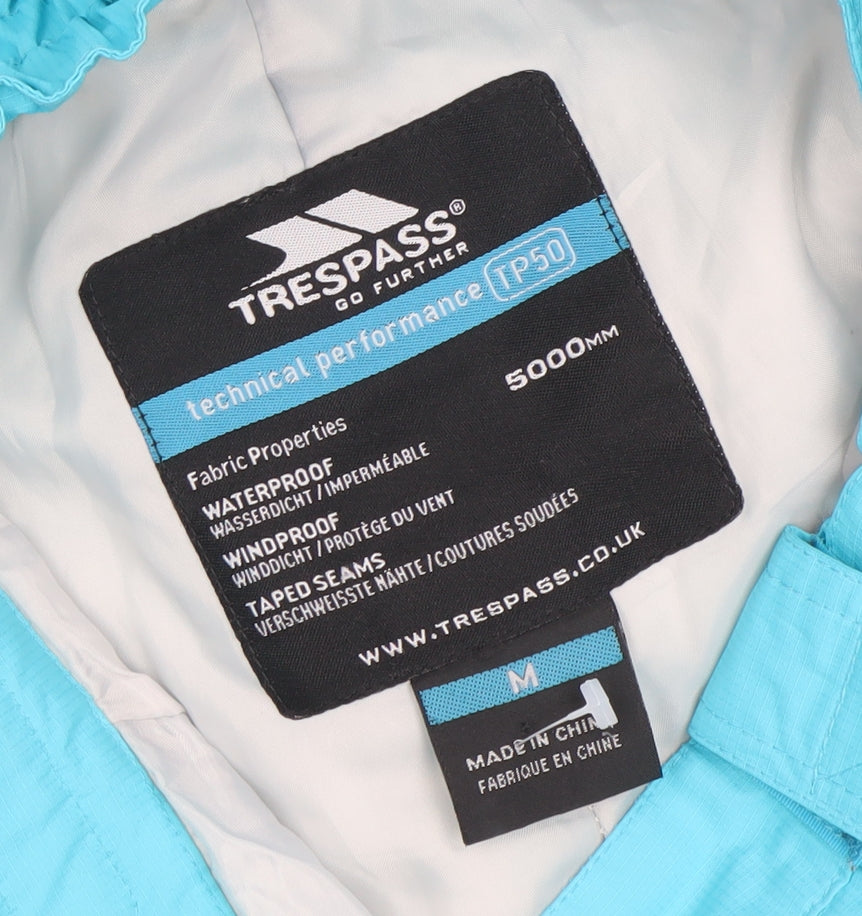 TRESPASS®
GO FURTHER
technical performance TP50
5000MM
Fabric Properties
WATERPROOF
WASSERDICHT / IMPERMÉABLE
WINDPROOF
WINDDICHT / PROTÈGE DU VENT
TAPED SEAMS
VERSCHWEISSTE NÄHTE / COUTURES SOUDÉES
WWW.TRESPASS.CO.UK
M
MADE IN CHINA
FABRIQUE EN CHINE